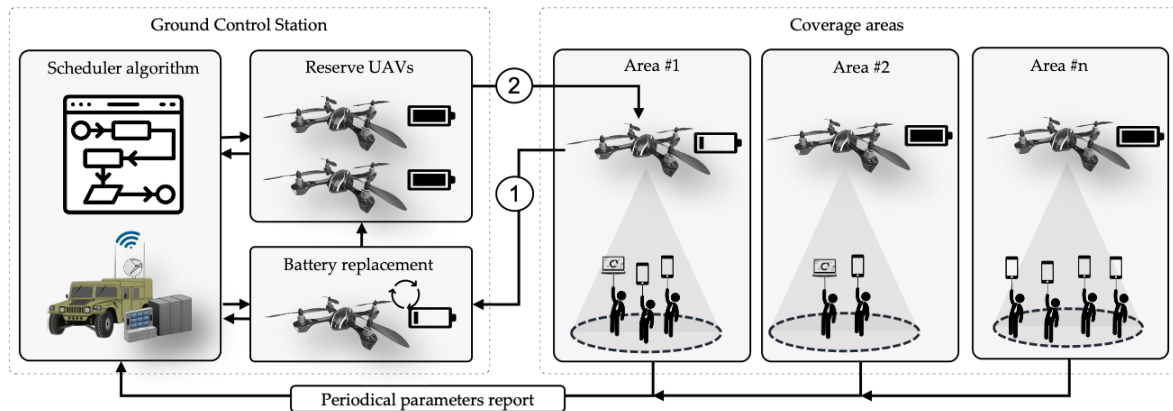 Ground Control Station
Coverage areas
Scheduler algorithm
Reserve UAVs
2
Area #1
Area #2
Area #n
1
Battery replacement
Periodical parameters report